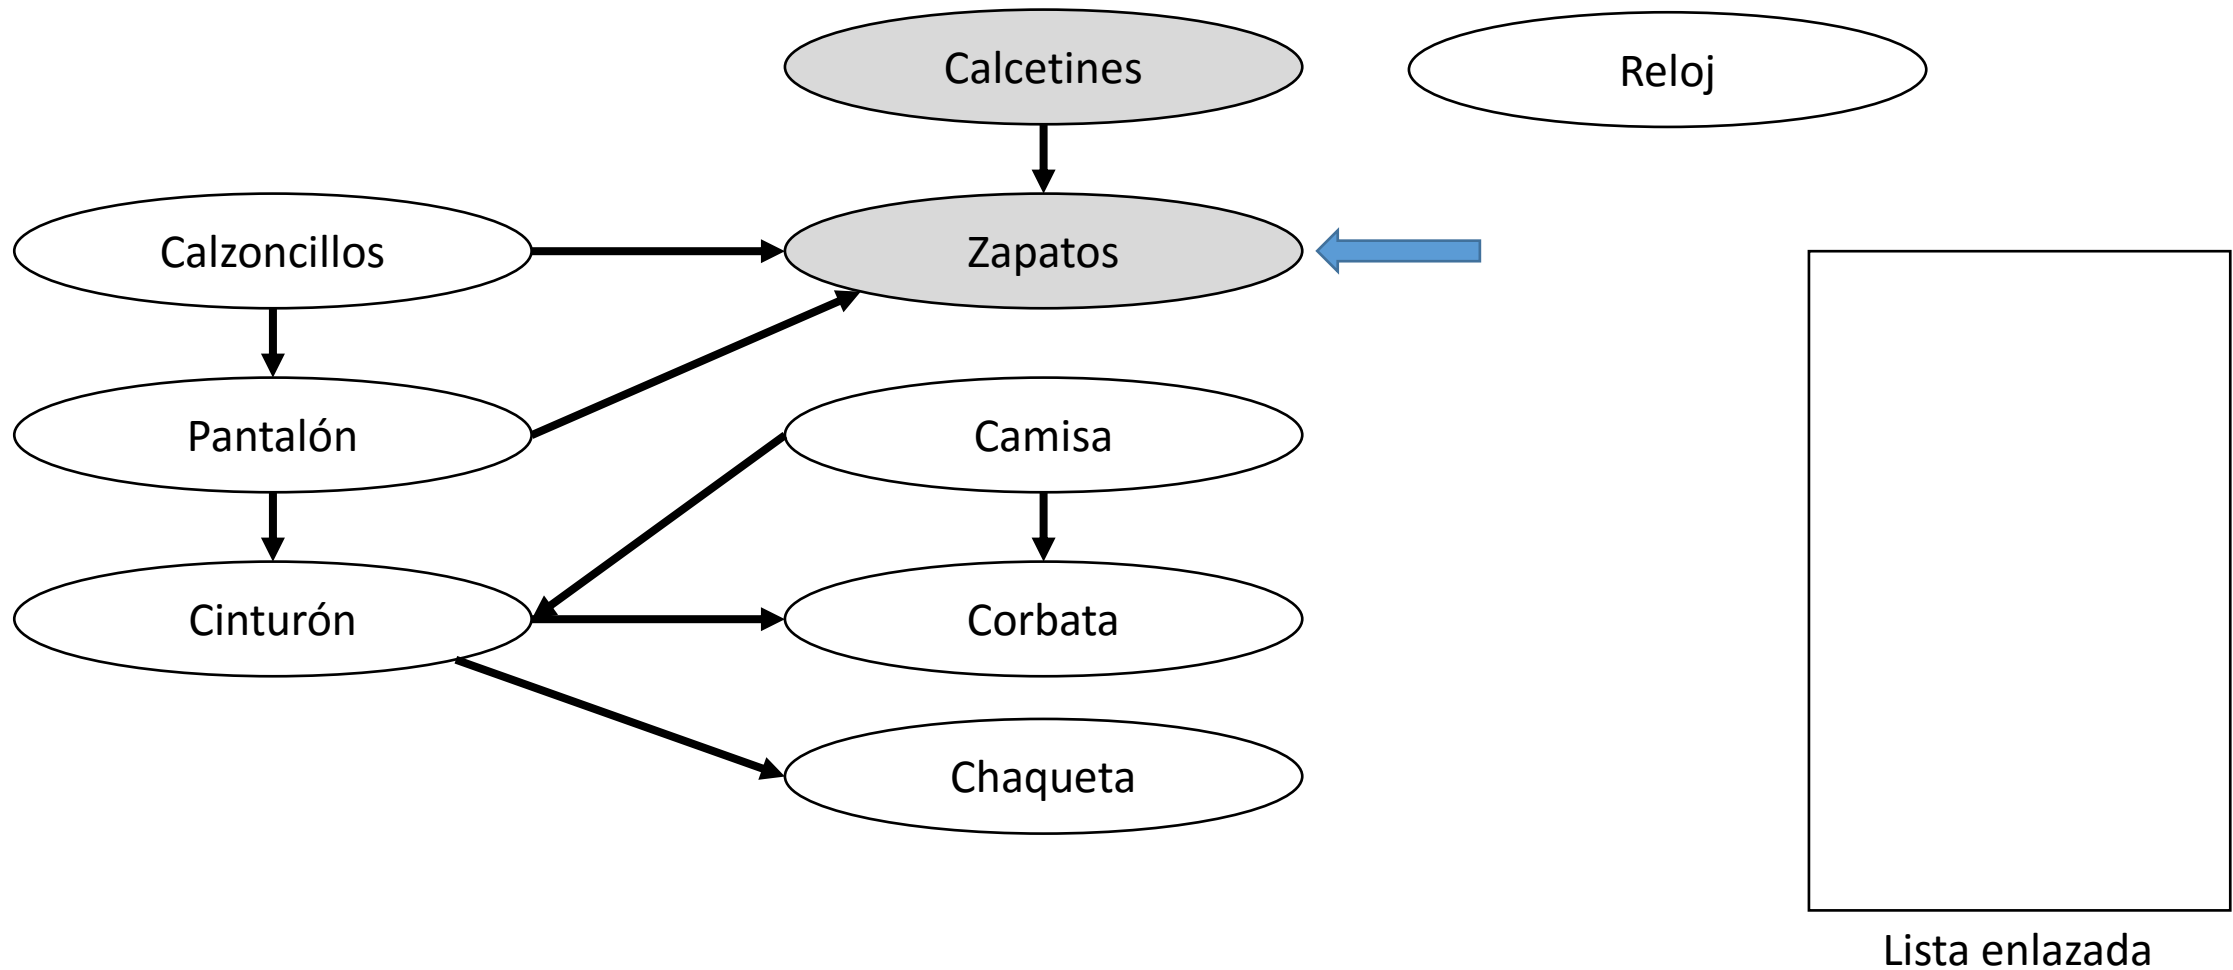 Calcetines
Reloj
Calzoncillos
Zapatos
Pantalón
Camisa
Cinturón
Corbata
Chaqueta
Lista enlazada